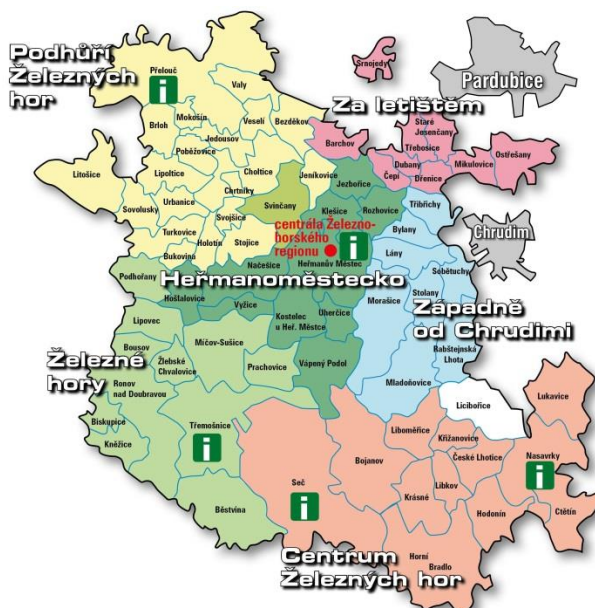 Podhůří
Železných
hor
Přelouč
i
Valy
Mokošín
Veselí
Bezděkov
Brloh
Jedousov
Poběžovice
Litošice
Lipoltice
Choltice
Jeníkovice
Cartníky
Urbanice
Sovolusky
Svojšice
Svinčany
Turkovice
Holotín
Stojice
Bukovina
Srnojedy
Pardubice
Za letištěm
Staré
Jesenčany
Barchov
Třebosice
Ostřešany
Dubany
Mikulovice
Čepí
Dřenice
Jezbořice
Klešice
Rozhovice
Třibřichy
Bylany
Chrudim
centrála Železno-
horského
regionu
i
Lány
Načešice
Heřmanův Městec
Sobětuchy
Podhořany
Heřmanoměstecko
Hošťalovice
Vyžice
Stolany
Morašice
Kostelec
u Heř. Městce
Úherčice
Západně
od Chrudimi
Lipovec
Bousov
Míčov-Sušice
Železné
hory
Žlebské
Chvalovice
Prachovice
Vápený Podol
Rabštejnská
Lhota
Ronov
nad Doubravou
Mladoňovice
Biskupice
Kněžice
Třemošnice
i
Licibořice
Lukavice
Liboměřice
Křižanovice
Bojanov
České Lhotice
Nasavrky
i
Seč
i
Libkov
Krásné
Běstvina
Hodonín
Ctětín
Horní
Bradlo
Centrum
Železných hor